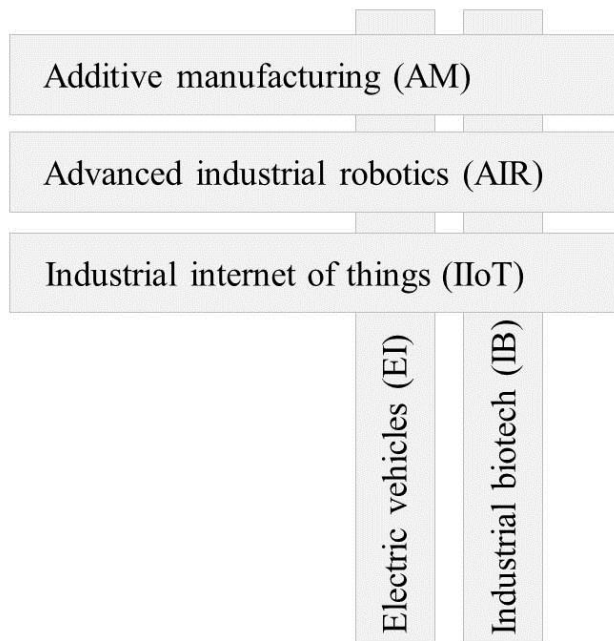 Additive manufacturing (AM)
Advanced industrial robotics (AIR)
Industrial internet of things (IIoT)
Electric vehicles (EI)
Industrial biotech (IB)